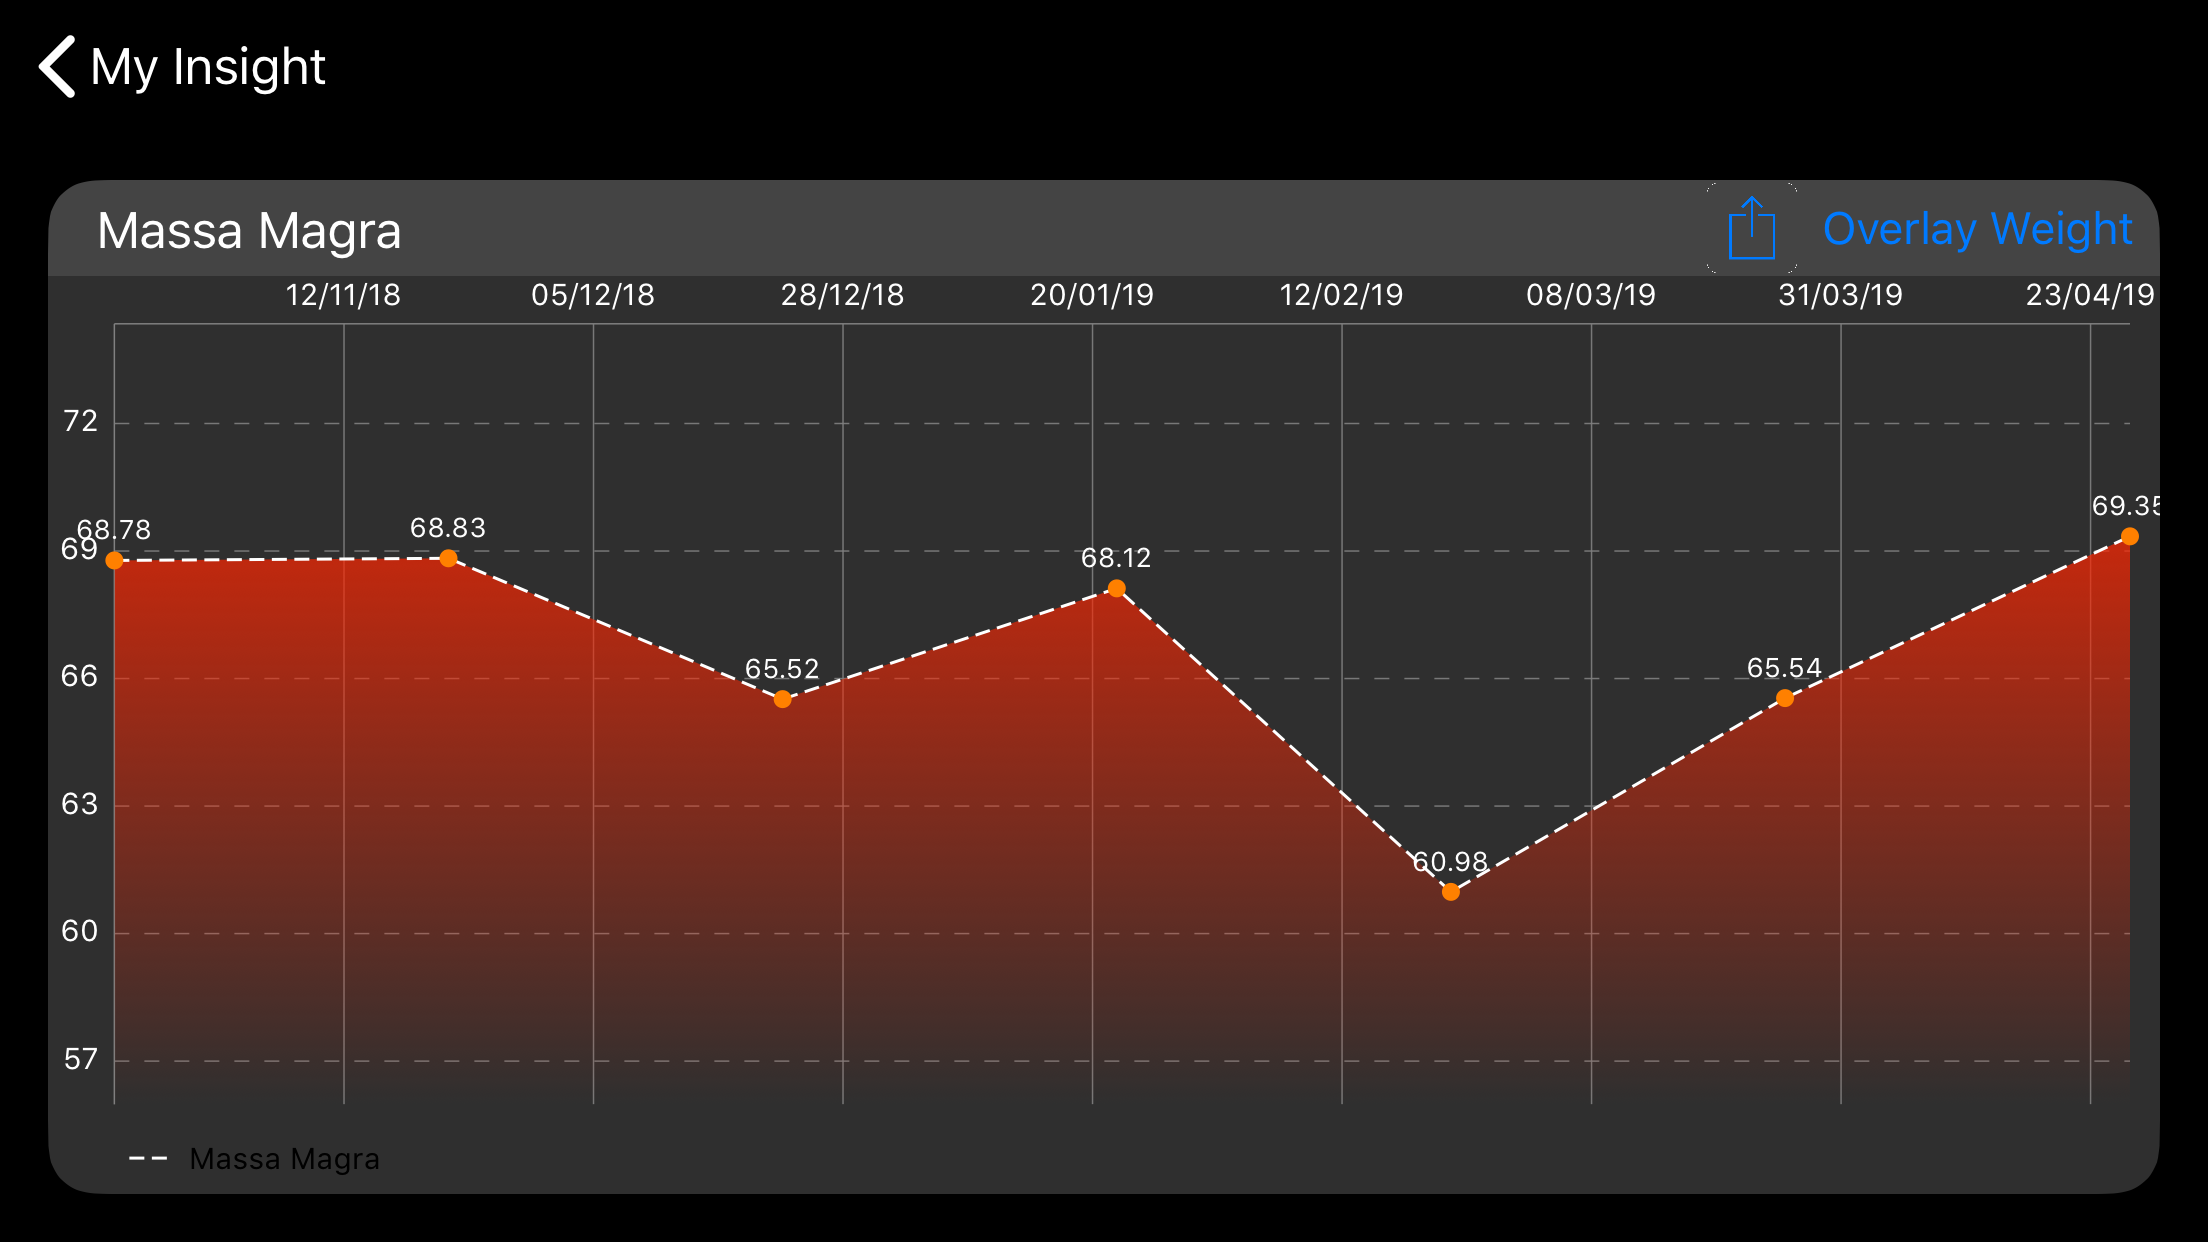 My Insight
Massa Magra
Overlay Weight
12/11/18 05/12/18 28/12/18 20/01/19 12/02/19 08/03/19 31/03/19 23/04/19
72
69
66
63
60
57
68.78 68.83 65.52 68.12 60.98 65.54 69.35
Massa Magra